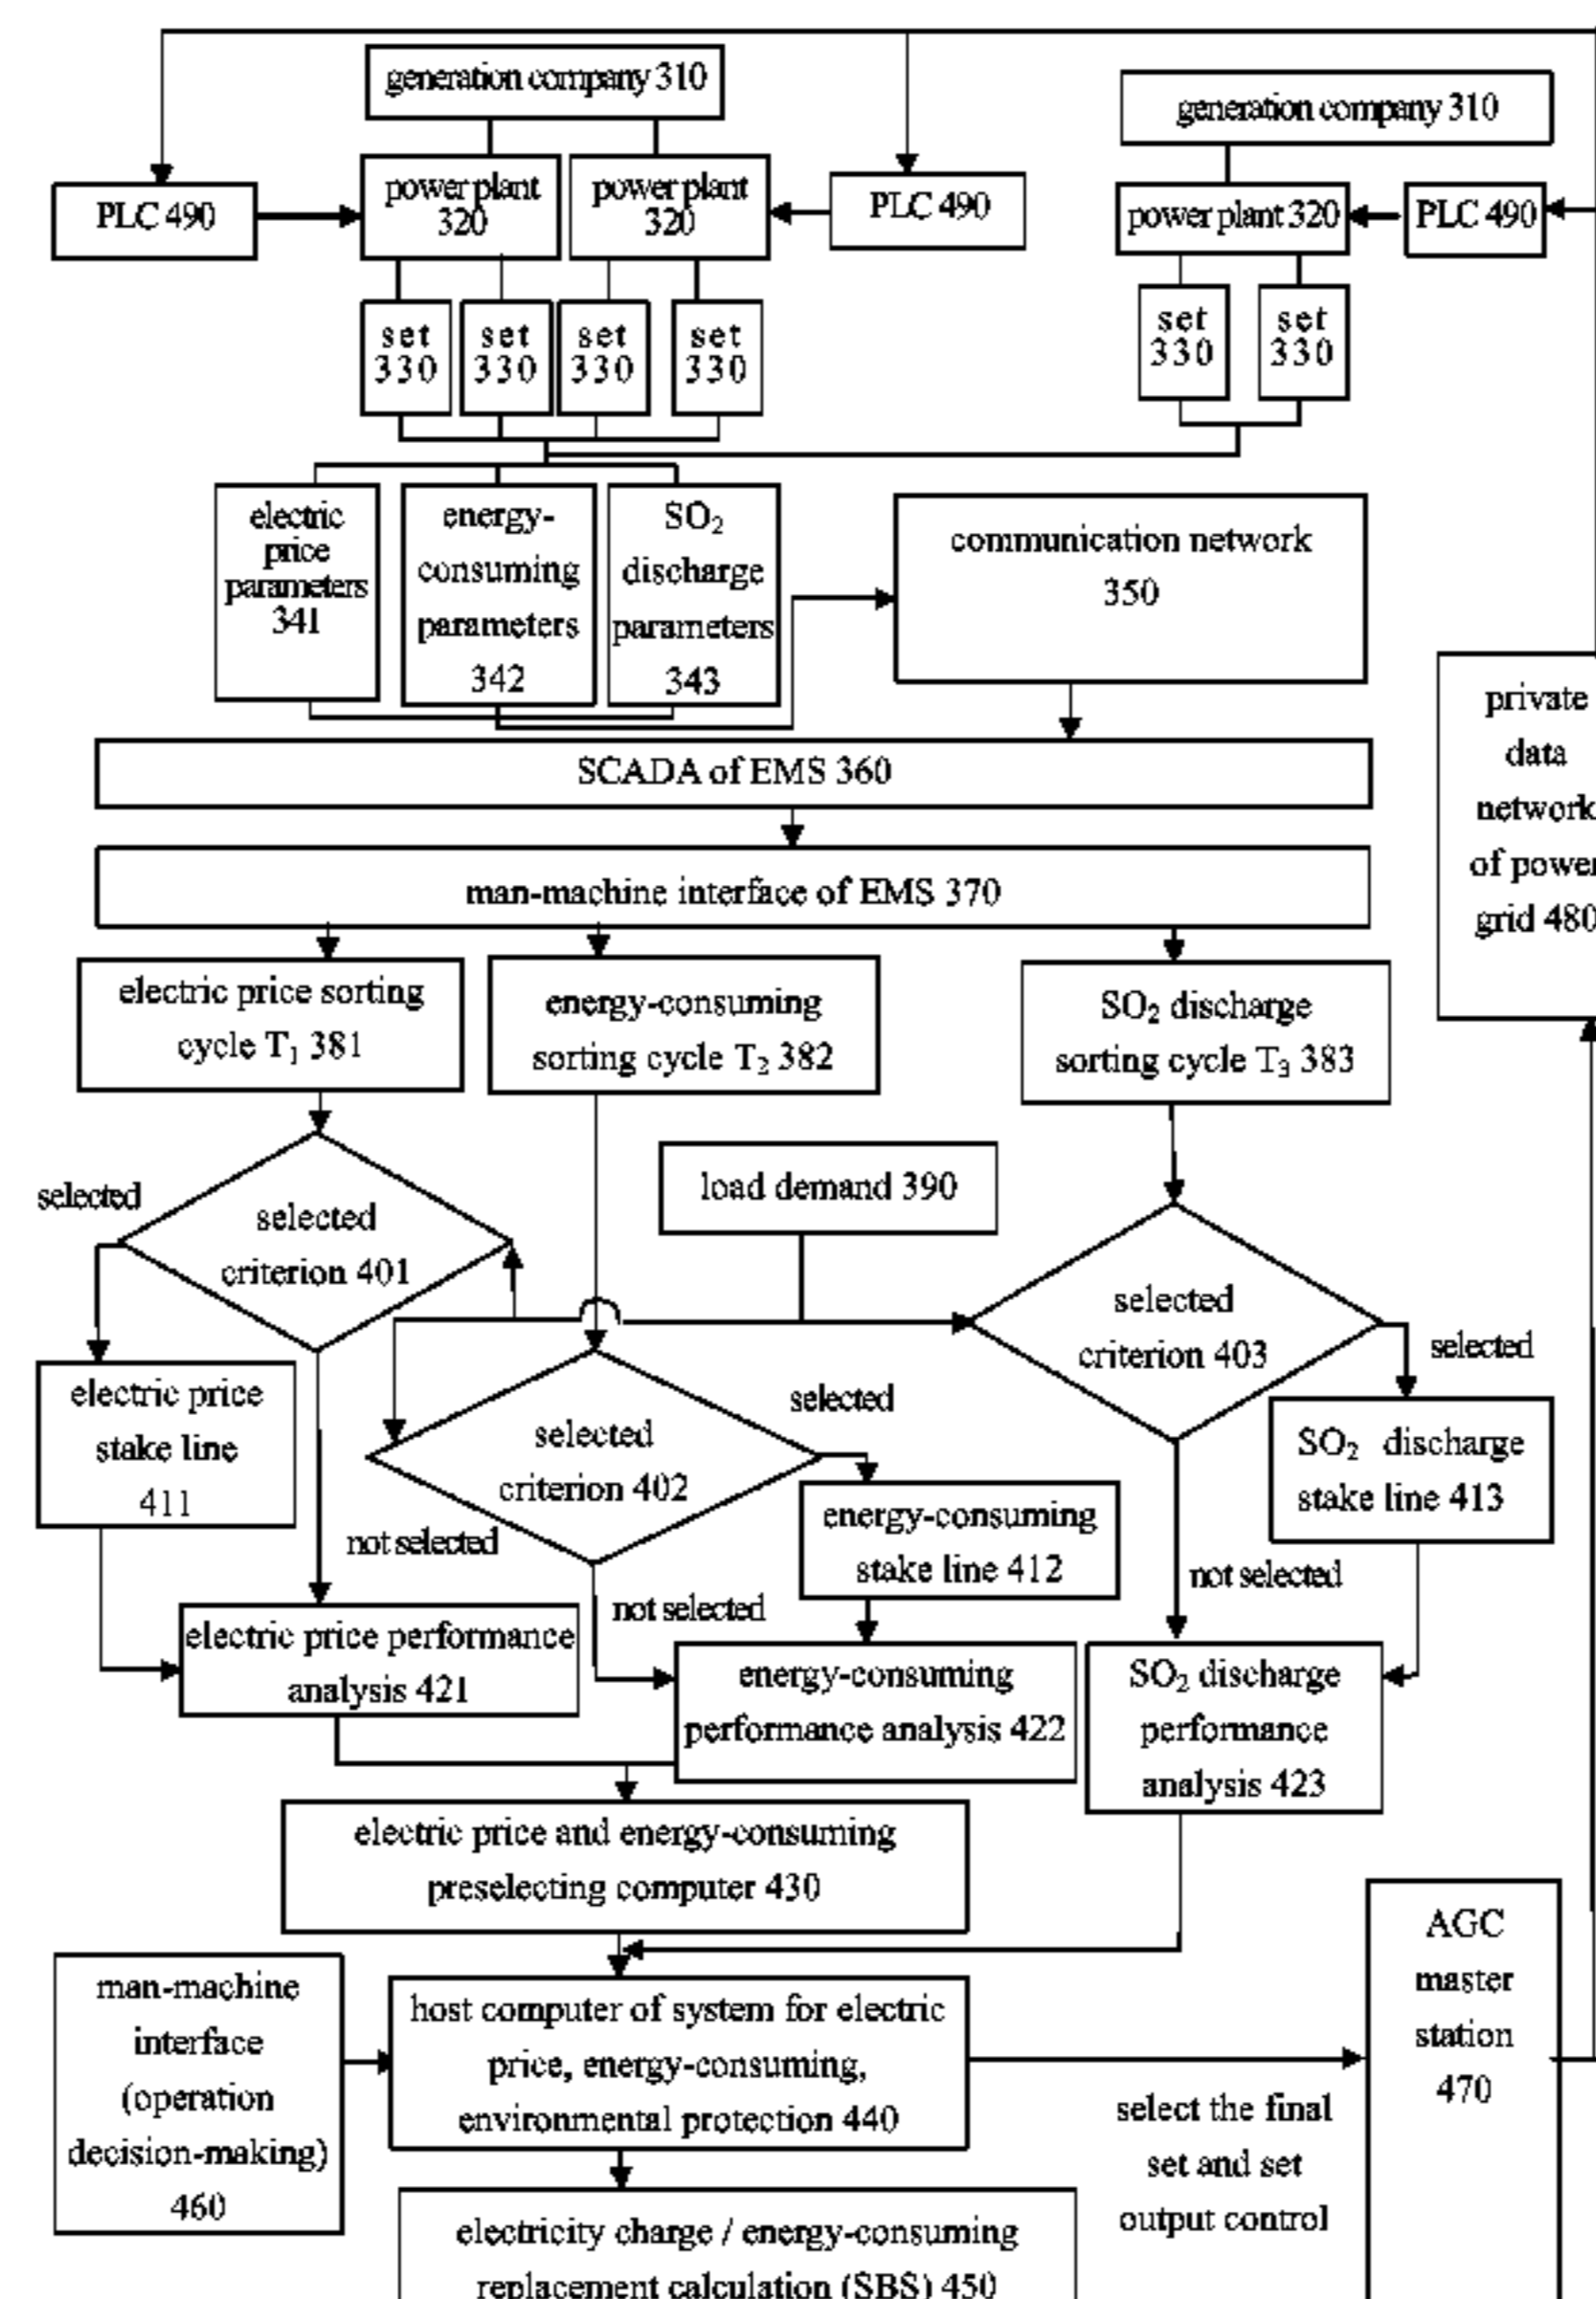 generation company 310
generation company 310
PLC 490
power plant
320
power plant
320
PLC 490
power plant 320
PLC 490
set
330
set
330
set
330
set
330
set
330
set
330
electric
price
parameters
341
energy-
consuming
parameters
342
SO₂
discharge
parameters
343
communication network
350
private
data
network
of power
grid 480
SCADA of EMS 360
man-machine interface of EMS 370
electric price sorting
cycle T₁ 381
energy-consuming
sorting cycle T₂ 382
SO₂ discharge
sorting cycle T₃ 383
load demand 390
selected
selected
criterion 401
selected
criterion 403
selected
electric price
stake line
411
selected
criterion 402
selected
SO₂ discharge
stake line 413
not selected
energy-consuming
stake line 412
not selected
not selected
electric price performance
analysis 421
energy-consuming
performance analysis 422
SO₂ discharge
performance
analysis 423
electric price and energy-consuming
preselecting computer 430
man-machine
interface
(operation
decision-making)
460
host computer of system for electric
price, energy-consuming,
environmental protection 440
select the final
set and set
output control
AGC
master
station
470
electricity charge / energy-consuming
replacement calculation (SBS) 450